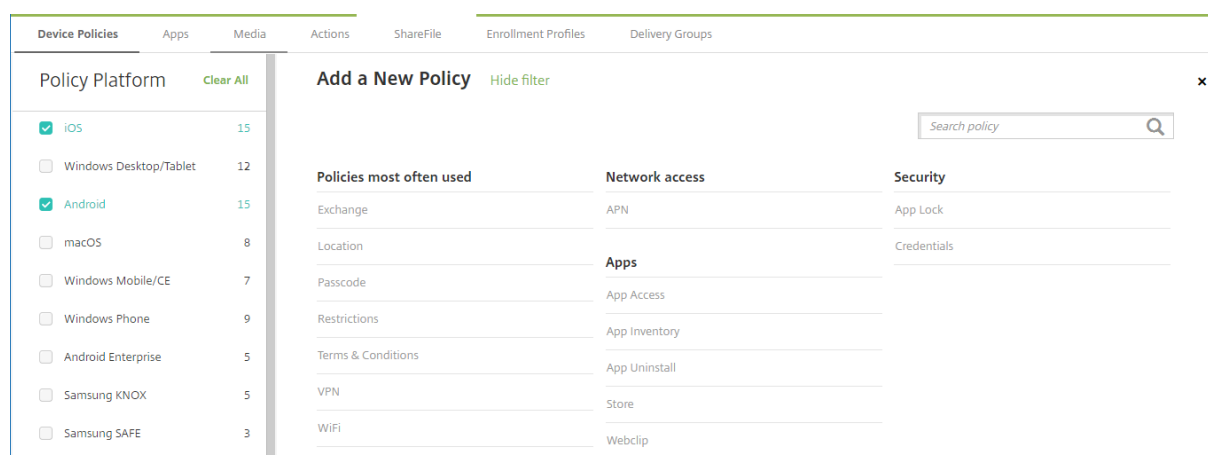 Device Policies Apps Media Actions ShareFile Enrollment Profiles Delivery Groups
Policy Platform Clear All
iOS 15
Windows Desktop/Tablet 12
Android 15
macOS 8
Windows Mobile/CE 7
Windows Phone 9
Android Enterprise 5
Samsung KNOX 5
Samsung SAFE 3
Add a New Policy Hide filter
Search policy
Policies most often used
Exchange
Location
Passcode
Restrictions
Terms & Conditions
VPN
WiFi
Network access
APN
Apps
App Access
App Inventory
App Uninstall
Store
Webclip
Security
App Lock
Credentials